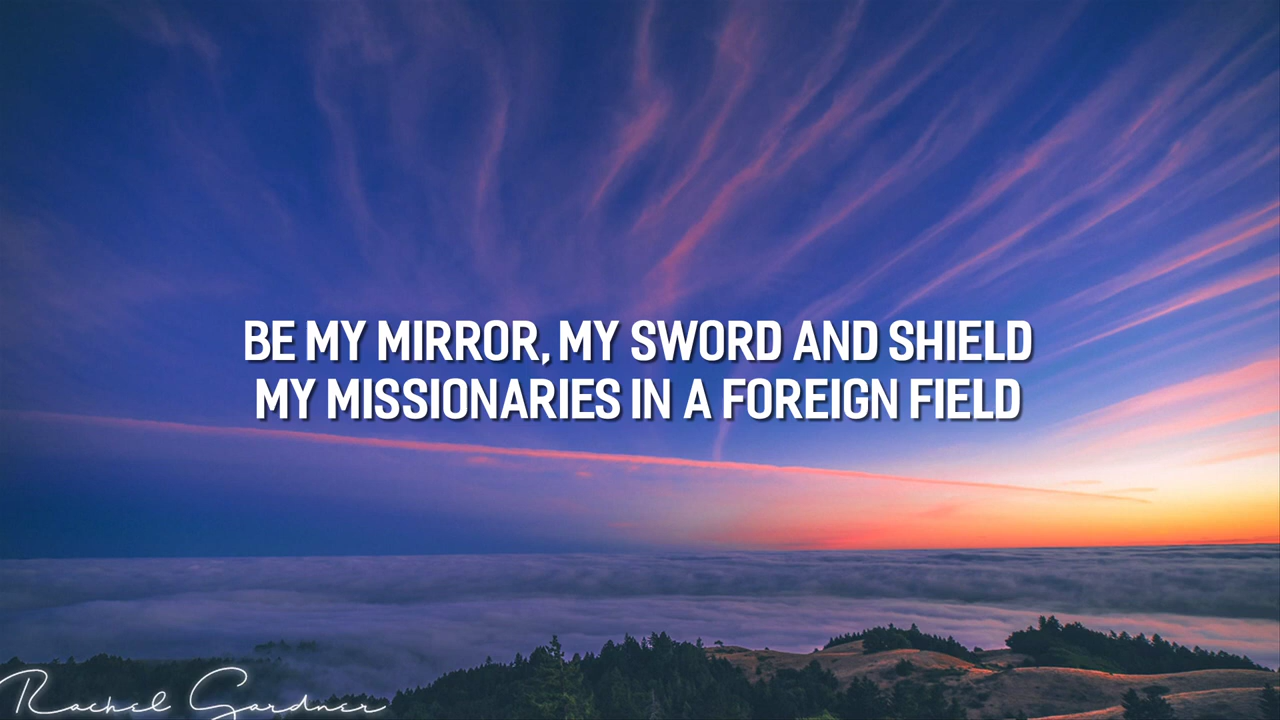 BE MY MIRROR, MY SWORD AND SHIELD
MY MISSIONARIES IN A FOREIGN FIELD
Rachel Gardner